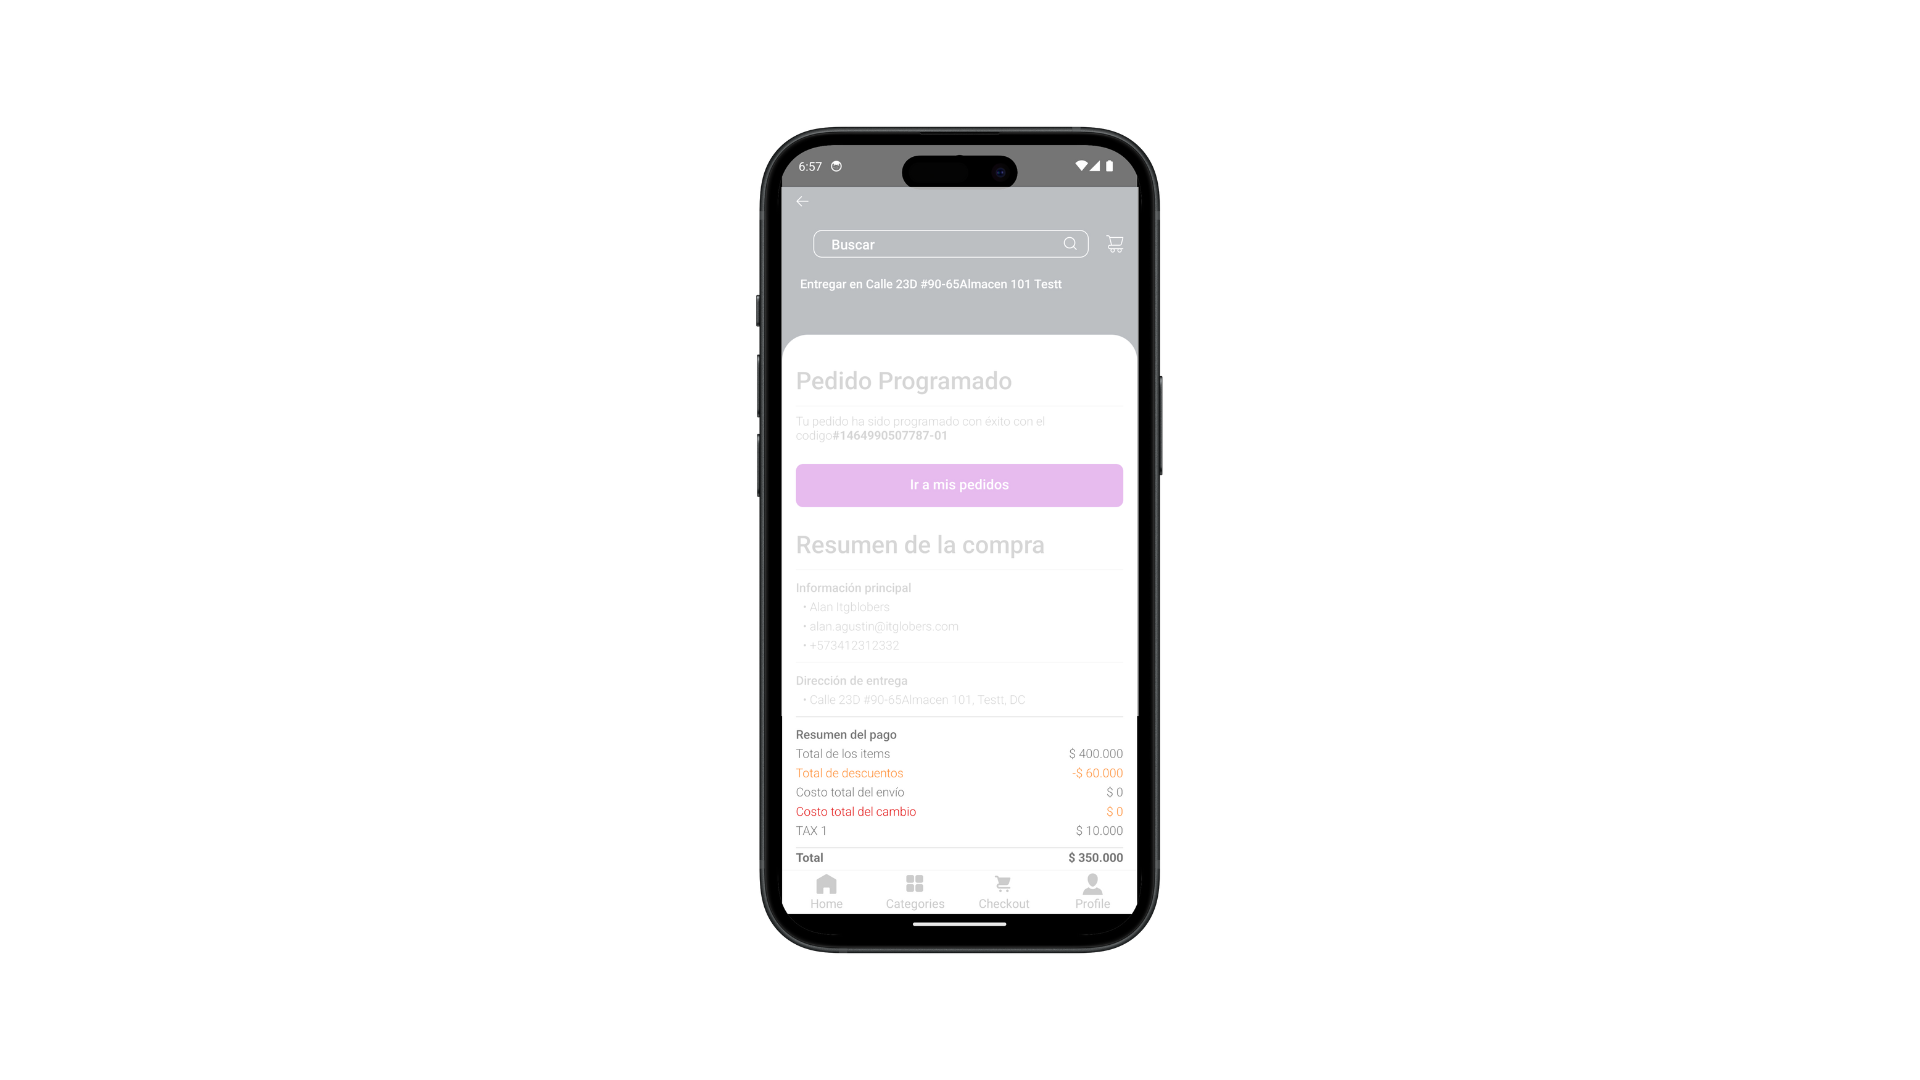 6:57
Buscar
Entregar en Calle 23D #90-65Almacen 101 Testt
Pedido Programado
Tu pedido ha sido programado con éxito con el
codigo#1464990507787-01
Ir a mis pedidos
Resumen de la compra
Información principal
• Alan Itgblobers
• alan.agustin@itglobers.com
• +573412312332
Dirección de entrega
• Calle 23D #90-65Almacen 101, Testt, DC
Resumen del pago
Total de los items $ 400.000
Total de descuentos -$ 60.000
Costo total del envío $ 0
Costo total del cambio $ 0
TAX 1 $ 10.000
Total $ 350.000
Home Categories Checkout Profile